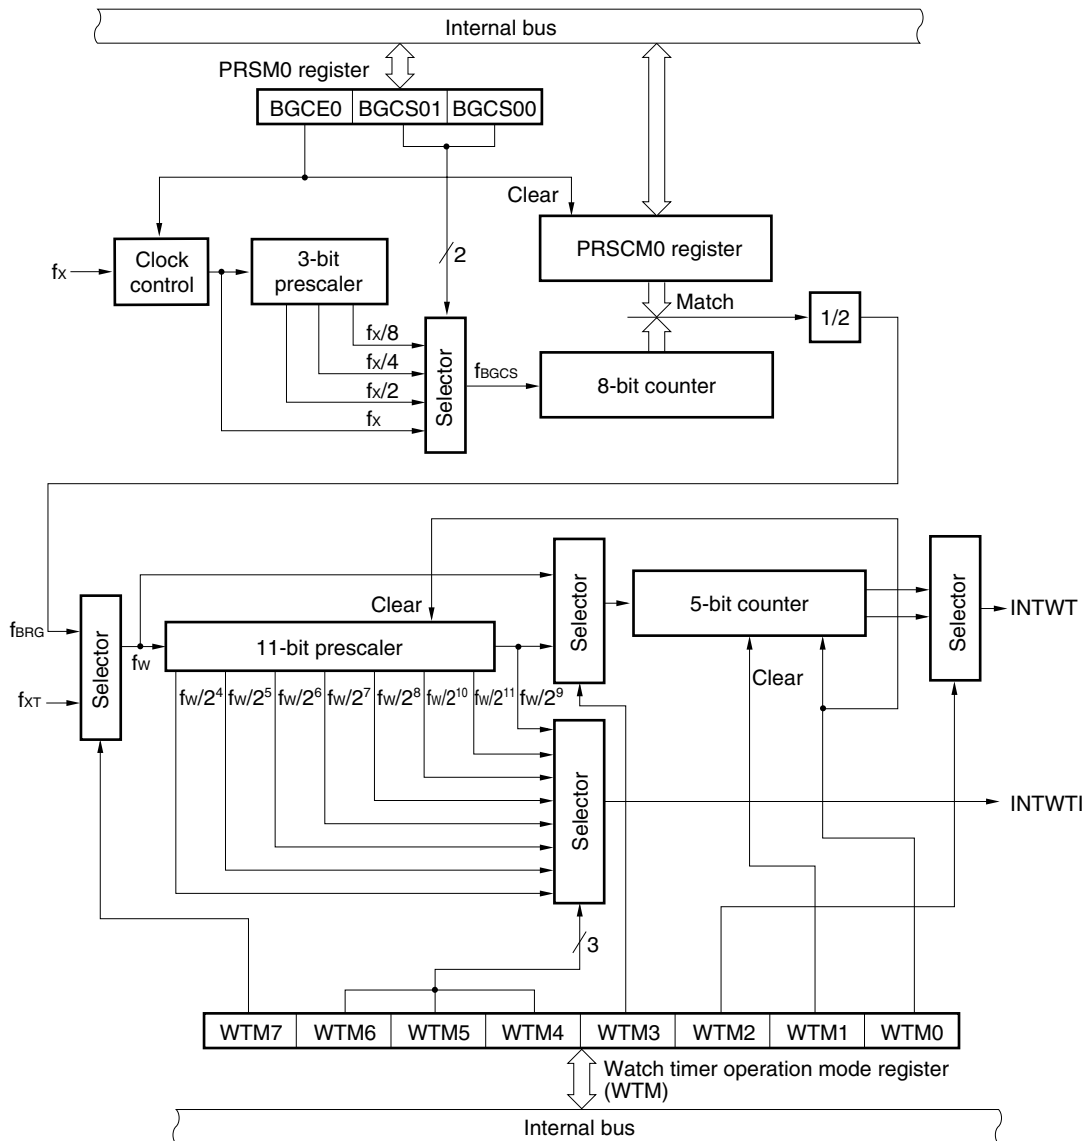 Internal bus
PRSM0 register
BGCE0 BGCS01 BGCS00
Clear
PRSCM0 register
fX
Clock control
3-bit prescaler
2
Match
1/2
fX/8
fX/4
fX/2
fX
Selector
fBGCS
8-bit counter
fBRG
fXT
Selector
fW
Clear
11-bit prescaler
Selector
5-bit counter
Clear
Selector
INTWT
fW/2⁴ fW/2⁵ fW/2⁶ fW/2⁷ fW/2⁸ fW/2¹⁰ fW/2¹¹ fW/2⁹
Selector
INTWTI
3
WTM7 WTM6 WTM5 WTM4 WTM3 WTM2 WTM1 WTM0
Watch timer operation mode register
(WTM)
Internal bus